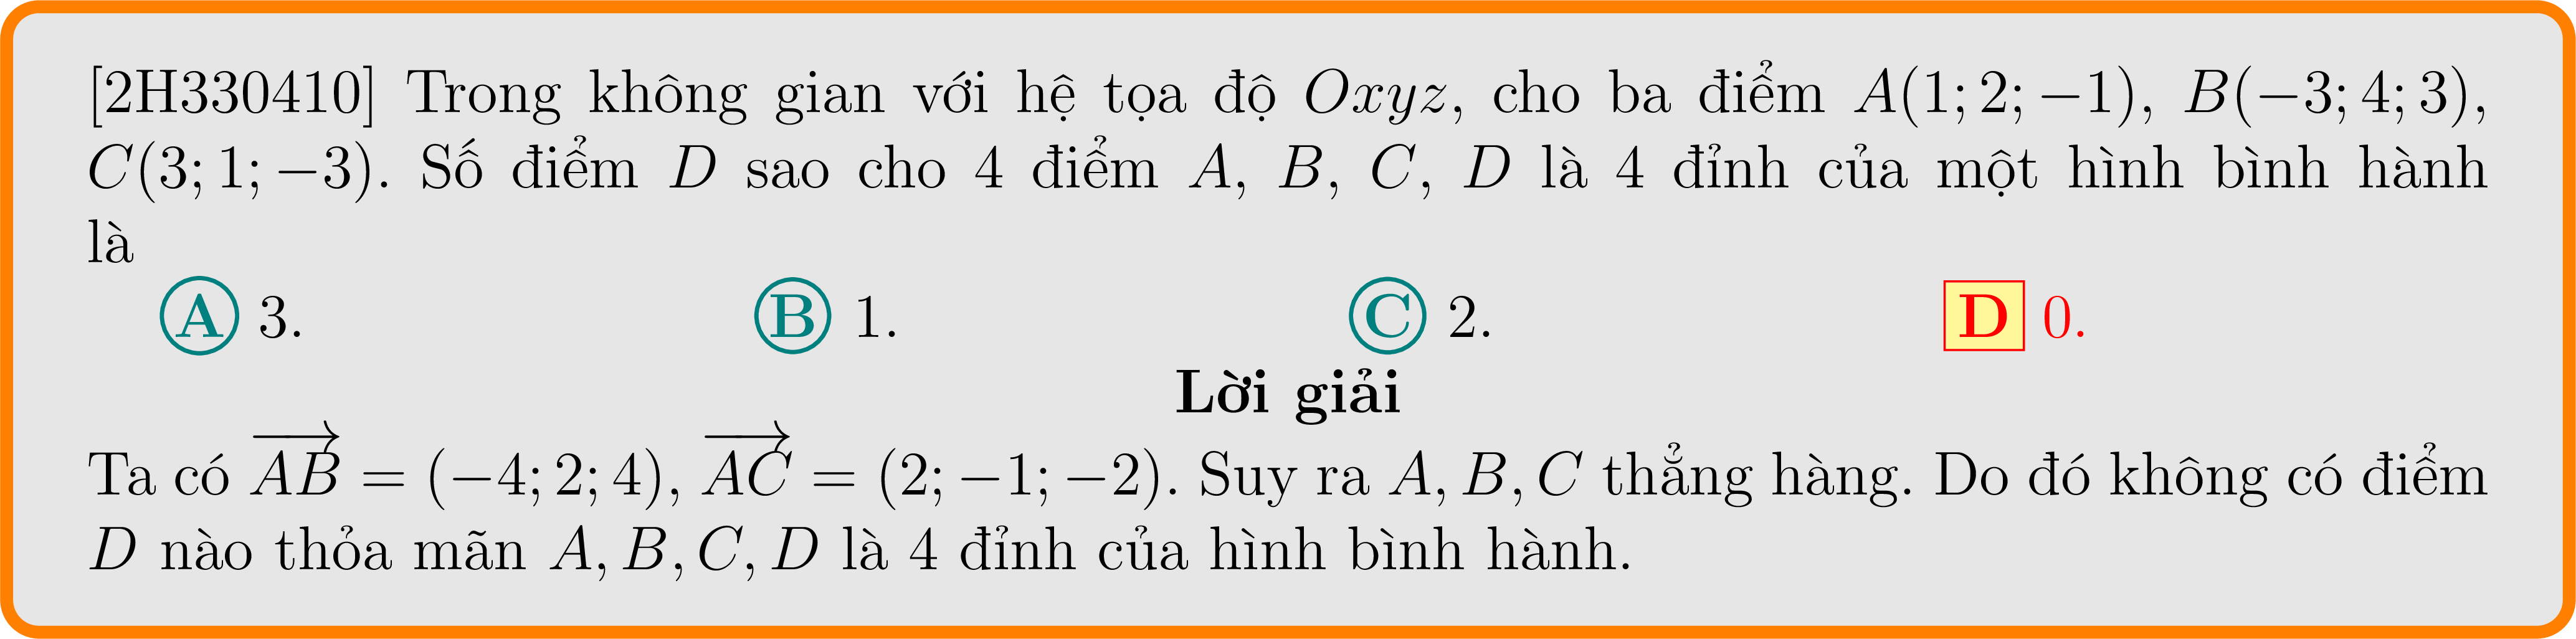 [2H330410] Trong không gian với hệ tọa độ Oxyz, cho ba điểm A(1; 2; −1), B(−3; 4; 3),
C(3; 1; −3). Số điểm D sao cho 4 điểm A, B, C, D là 4 đỉnh của một hình bình hành
là
A 3. B 1. C 2. D 0.
Lời giải
Ta có $\overrightarrow{AB}$ = (−4; 2; 4), $\overrightarrow{AC}$ = (2; −1; −2). Suy ra A, B, C thẳng hàng. Do đó không có điểm
D nào thỏa mãn A, B, C, D là 4 đỉnh của hình bình hành.